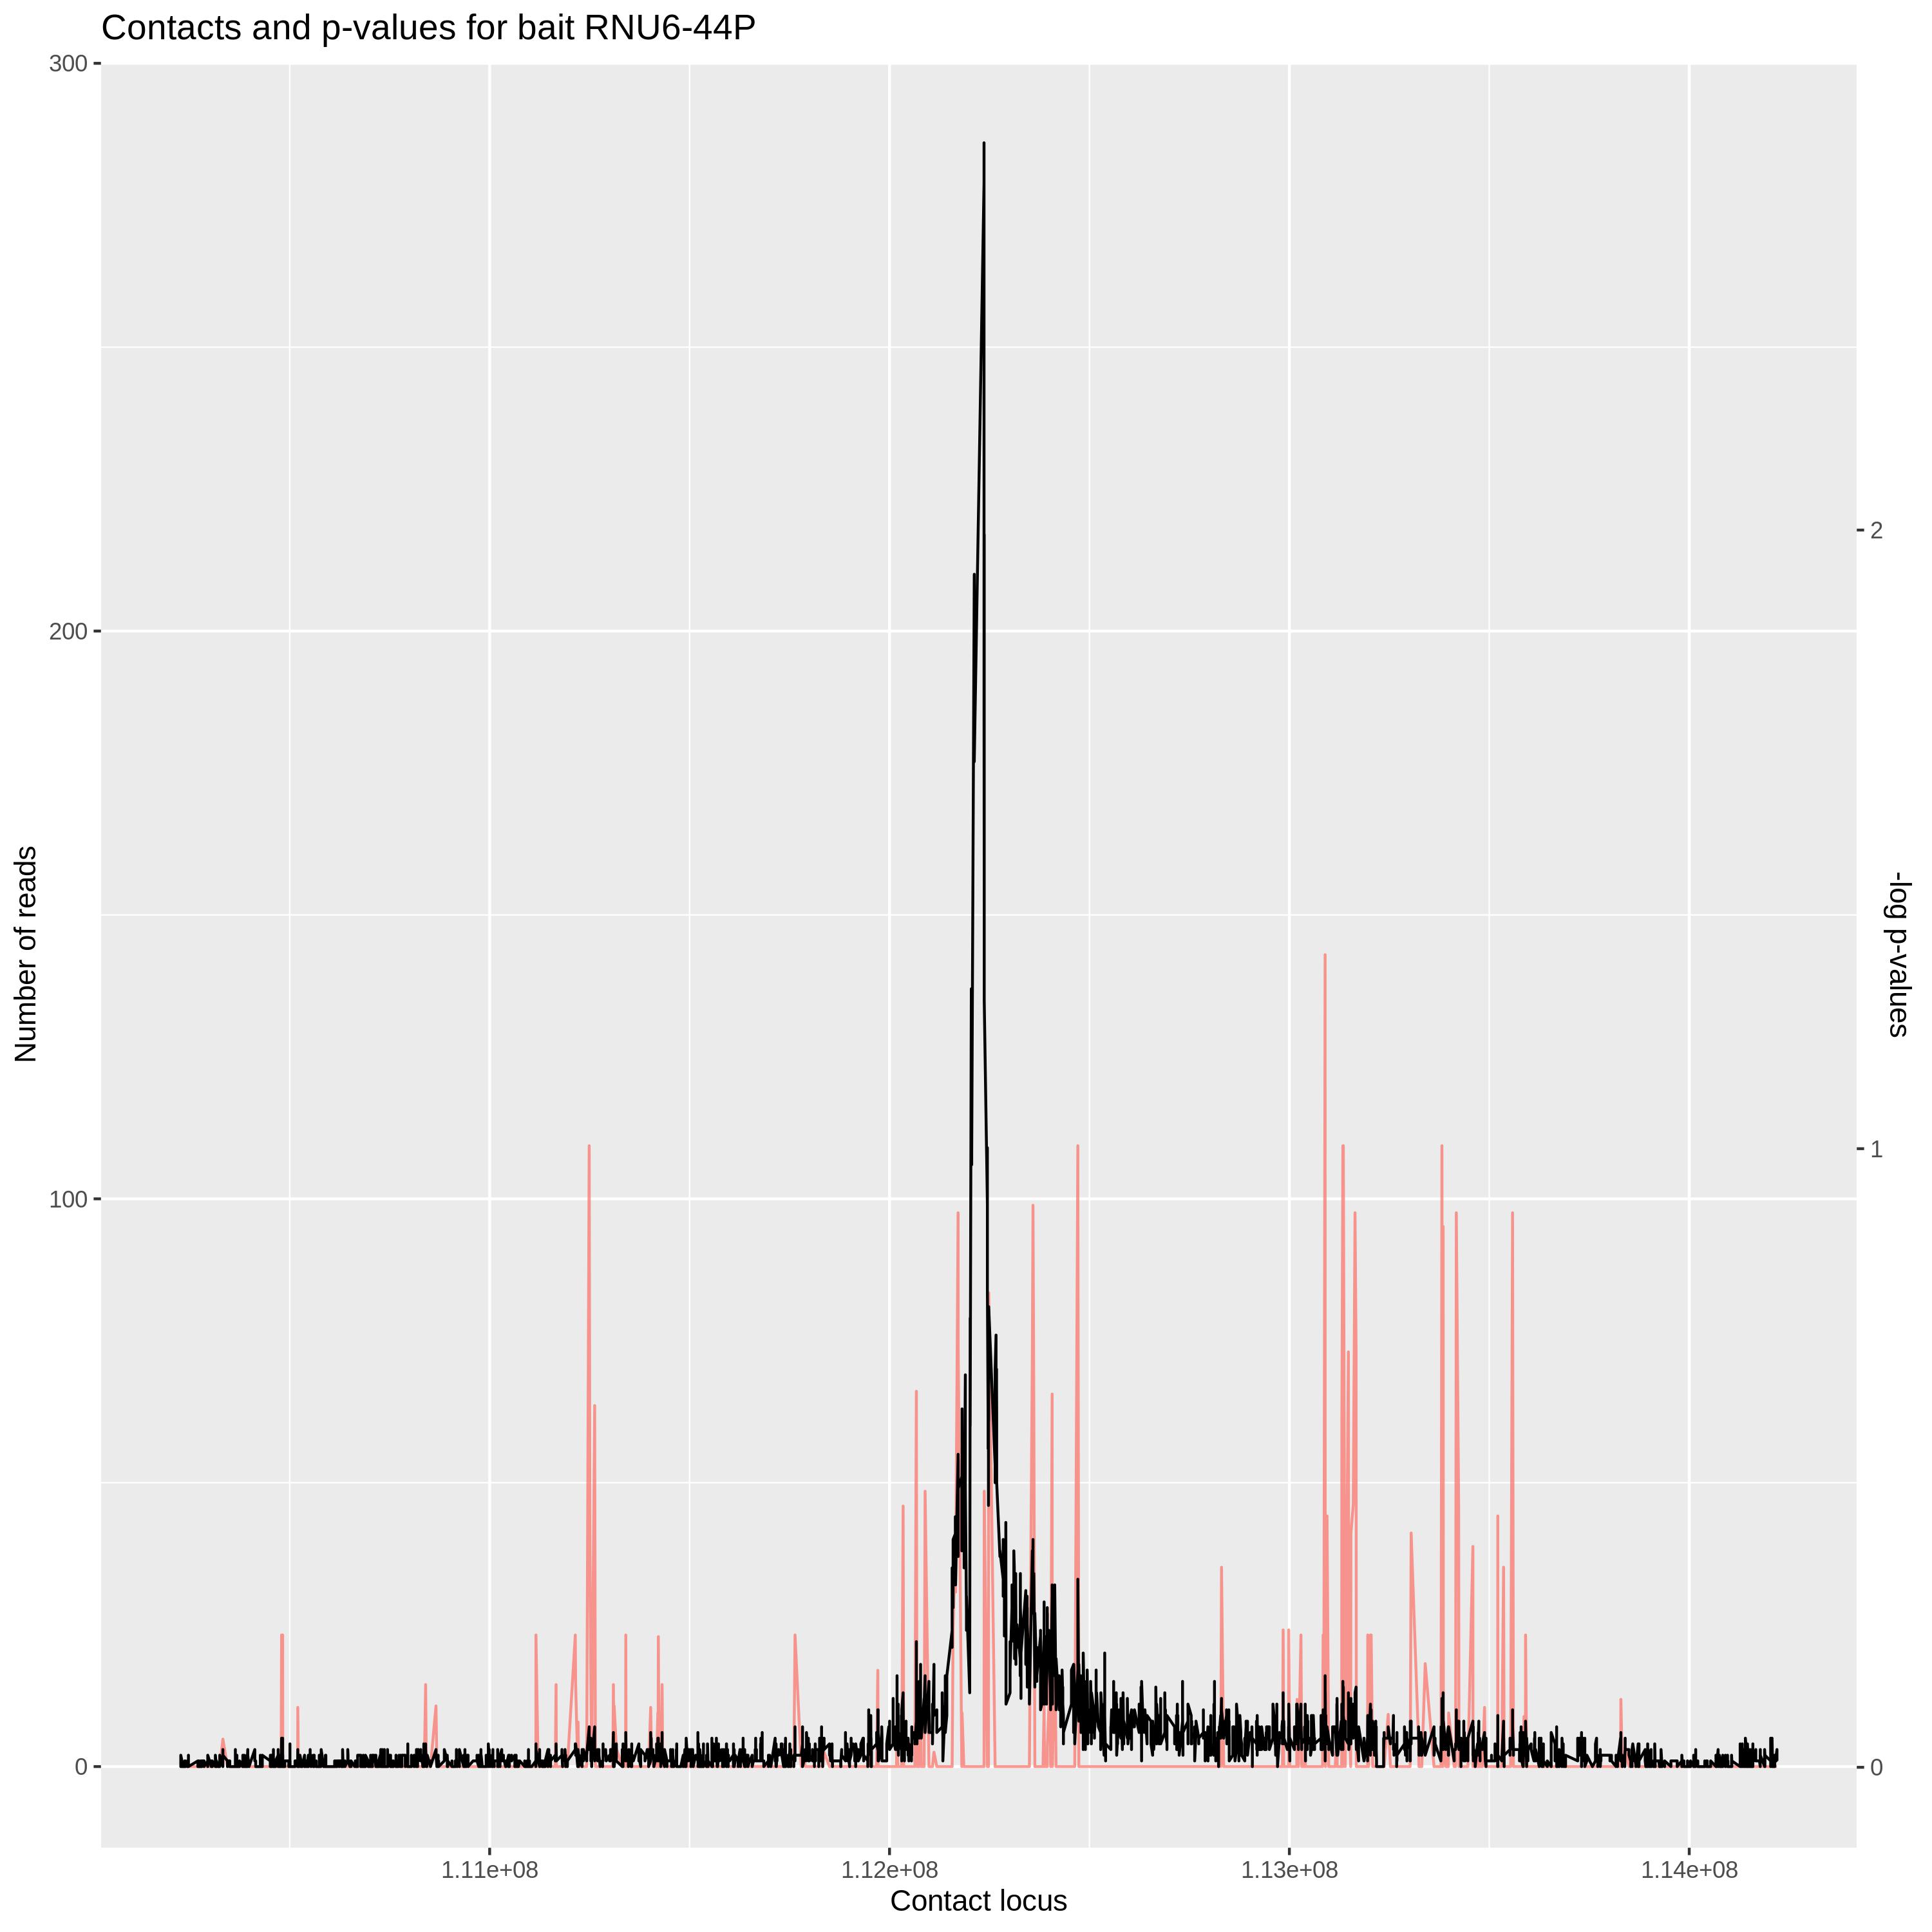 Contacts and p-values for bait RNU6-44P
300
200
100
0
Number of reads
2
1
0
-log p-values
1.11e+08
1.12e+08
1.13e+08
1.14e+08
Contact locus